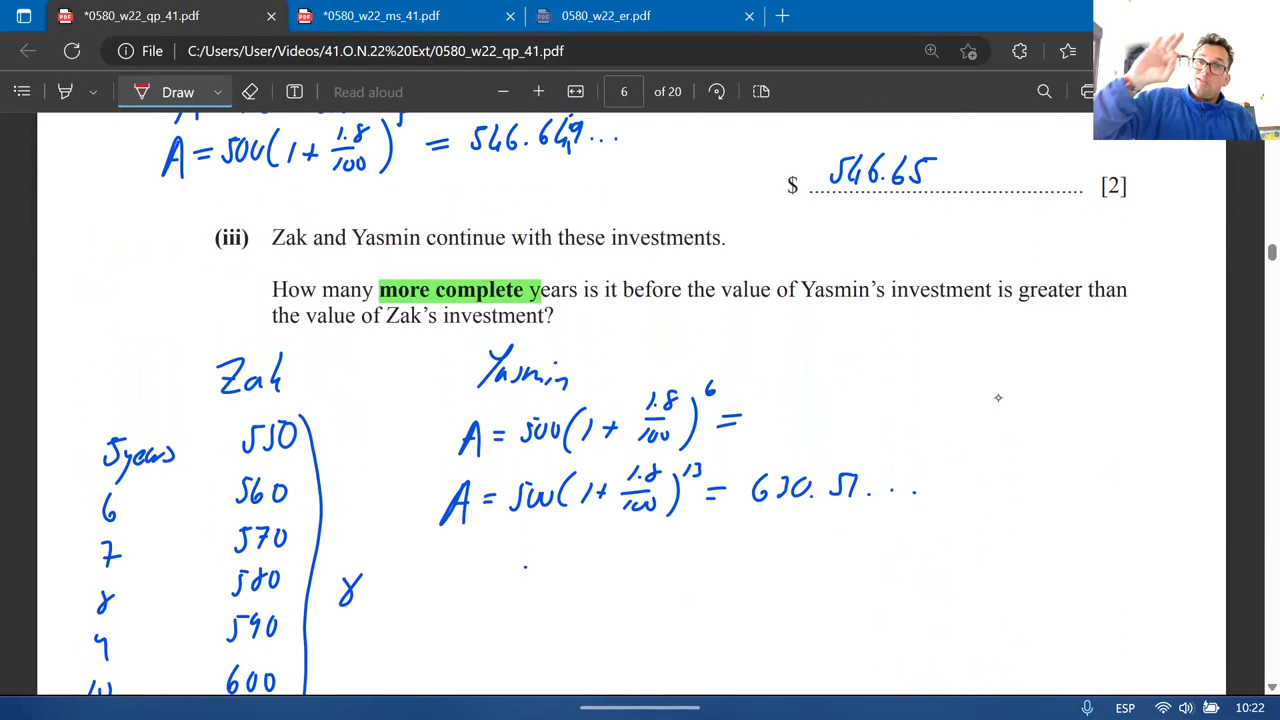 *0580_w22_qp_41.pdf
*0580_w22_ms_41.pdf
0580_w22_er.pdf
File
C:/Users/User/Videos/41.O.N.22%20Ext/0580_w22_qp_41.pdf
Draw
Read aloud
6 of 20
A = 500(1 + 1.8/100)^5 = 546.649...
$ 546.65 [2]
(iii) Zak and Yasmin continue with these investments.
How many more complete years is it before the value of Yasmin's investment is greater than
the value of Zak's investment?
Zak
Yasmin
5 years 550
A = 500(1 + 1.8/100)^6 =
6 560
A = 500(1 + 1.8/100)^13 = 630.51...
7 570
8 580
8
9 590
10 600
ESP
10:22